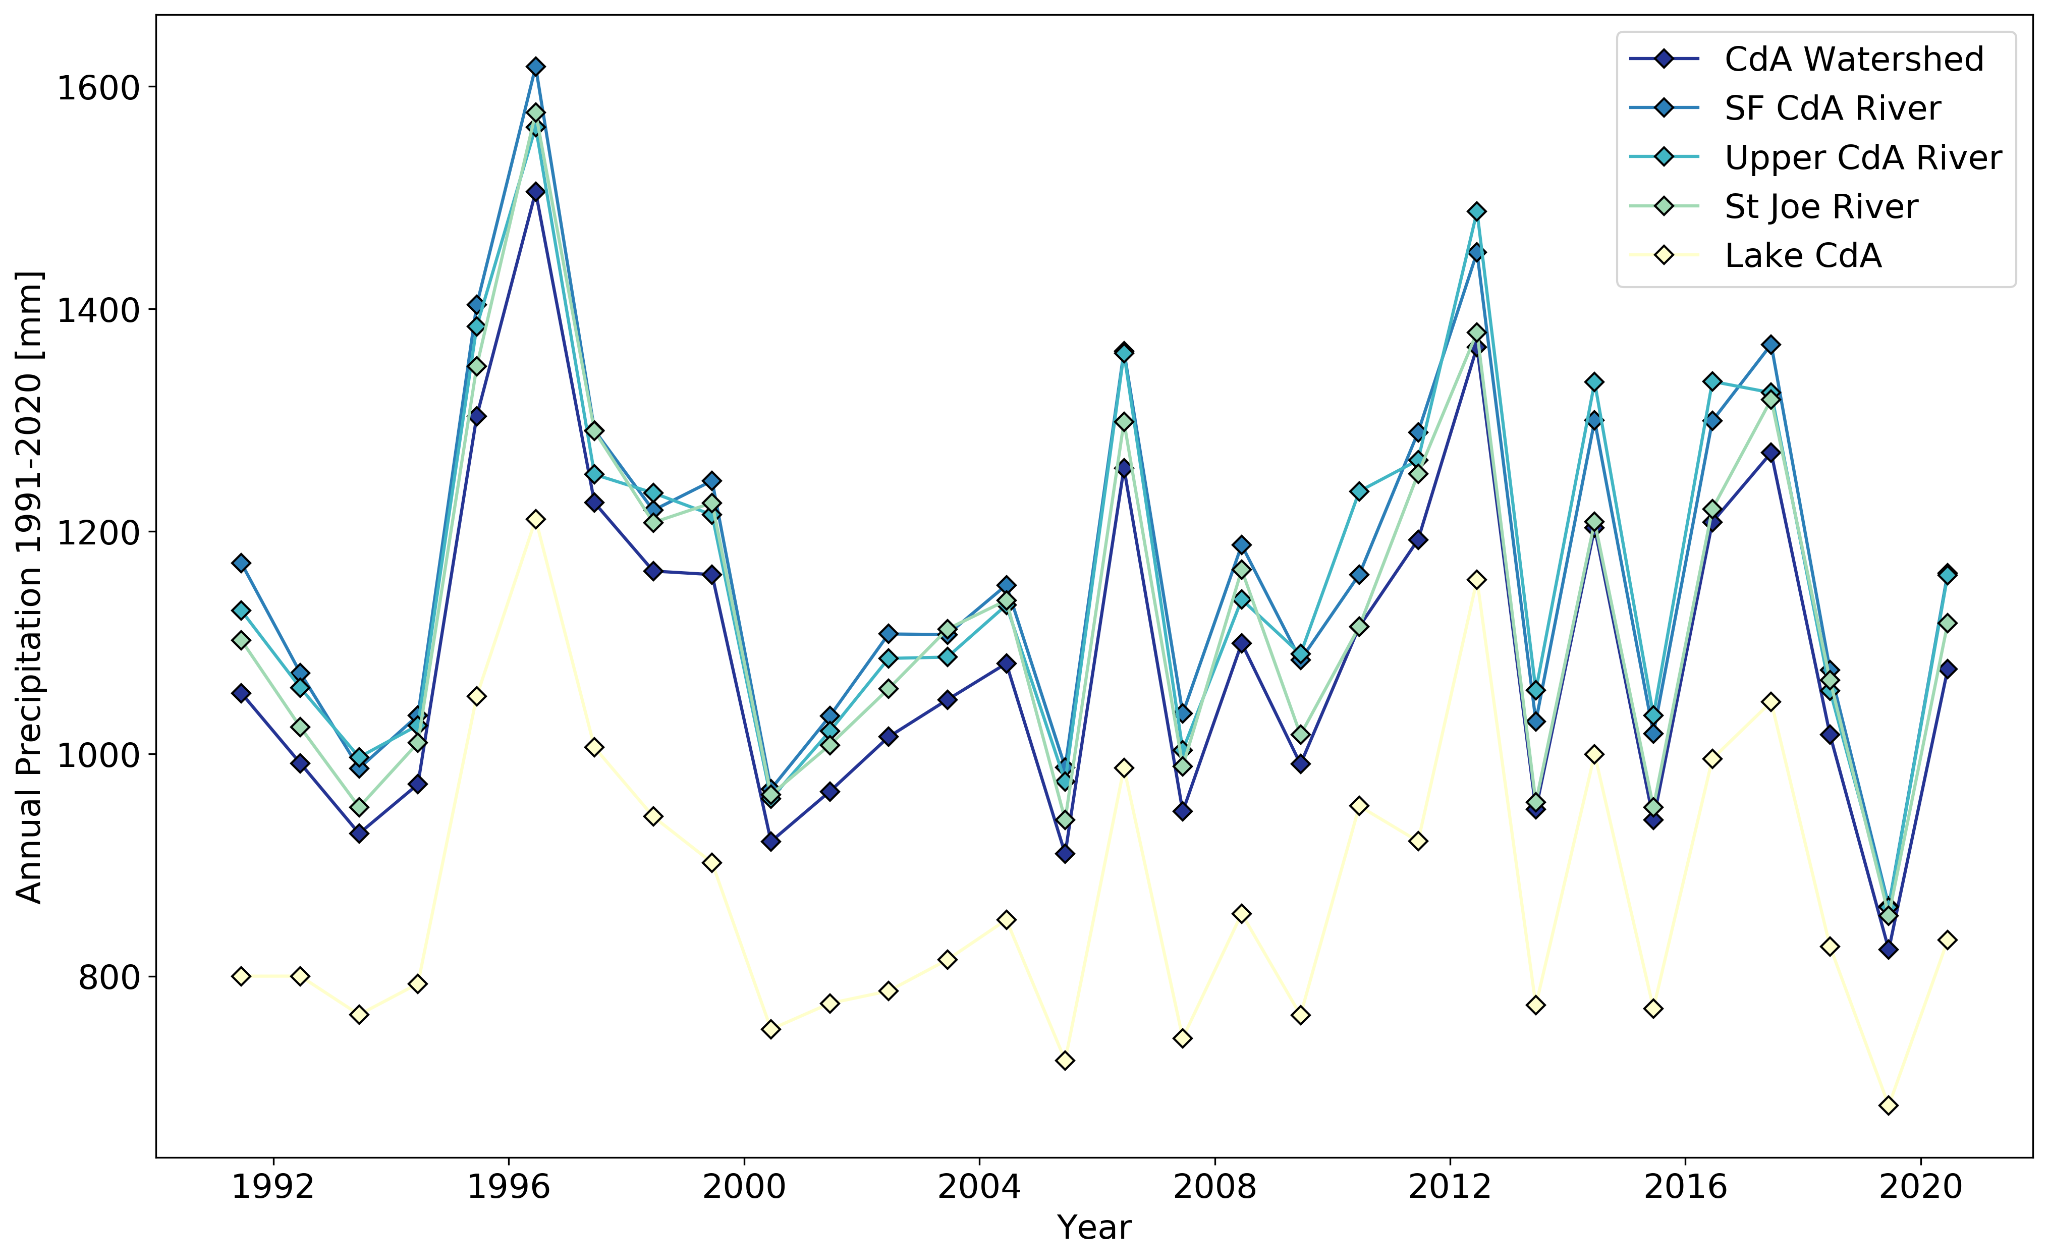 Annual Precipitation 1991-2020 [mm]
1600
1400
1200
1000
800
CdA Watershed
SF CdA River
Upper CdA River
St Joe River
Lake CdA
1992 1996 2000 2004 2008 2012 2016 2020
Year